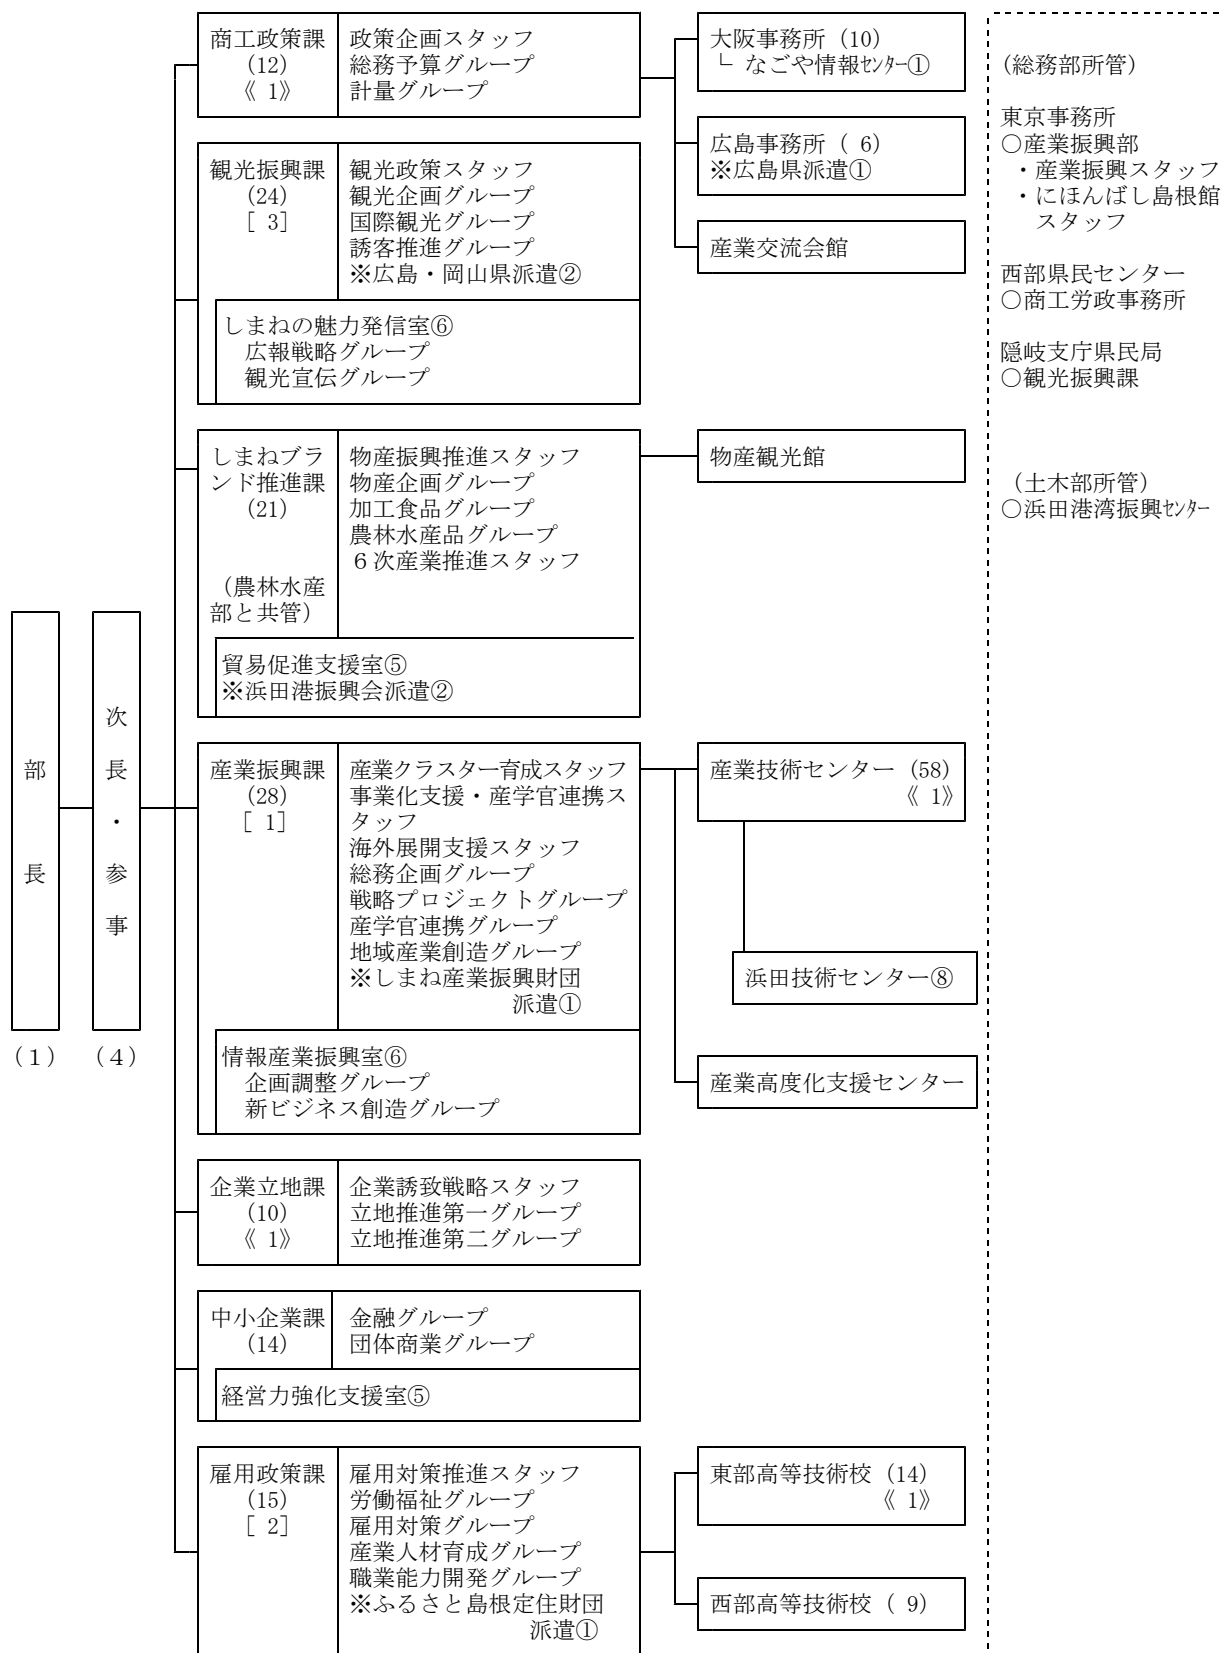 部長
(1)
次長・参事
(4)
商工政策課
(12)
《 1》
政策企画スタッフ
総務予算グループ
計量グループ
大阪事務所 (10)
└ なごや情報ｾﾝﾀｰ①
広島事務所 ( 6)
※広島県派遣①
産業交流会館
観光振興課
(24)
[ 3]
観光政策スタッフ
観光企画グループ
国際観光グループ
誘客推進グループ
※広島・岡山県派遣②
しまねの魅力発信室⑥
広報戦略グループ
観光宣伝グループ
しまねブラ
ンド推進課
(21)
(農林水産
部と共管)
物産振興推進スタッフ
物産企画グループ
加工食品グループ
農林水産品グループ
６次産業推進スタッフ
貿易促進支援室⑤
※浜田港振興会派遣②
物産観光館
産業振興課
(28)
[ 1]
産業クラスター育成スタッフ
事業化支援・産学官連携ス
タッフ
海外展開支援スタッフ
総務企画グループ
戦略プロジェクトグループ
産学官連携グループ
地域産業創造グループ
※しまね産業振興財団
派遣①
情報産業振興室⑥
企画調整グループ
新ビジネス創造グループ
産業技術センター (58)
《 1》
浜田技術センター⑧
産業高度化支援センター
企業立地課
(10)
《 1》
企業誘致戦略スタッフ
立地推進第一グループ
立地推進第二グループ
中小企業課
(14)
金融グループ
団体商業グループ
経営力強化支援室⑤
雇用政策課
(15)
[ 2]
雇用対策推進スタッフ
労働福祉グループ
雇用対策グループ
産業人材育成グループ
職業能力開発グループ
※ふるさと島根定住財団
派遣①
東部高等技術校 (14)
《 1》
西部高等技術校 ( 9)
(総務部所管)
東京事務所
○産業振興部
・産業振興スタッフ
・にほんばし島根館
スタッフ
西部県民センター
○商工労政事務所
隠岐支庁県民局
○観光振興課
(土木部所管)
○浜田港湾振興ｾﾝﾀｰ